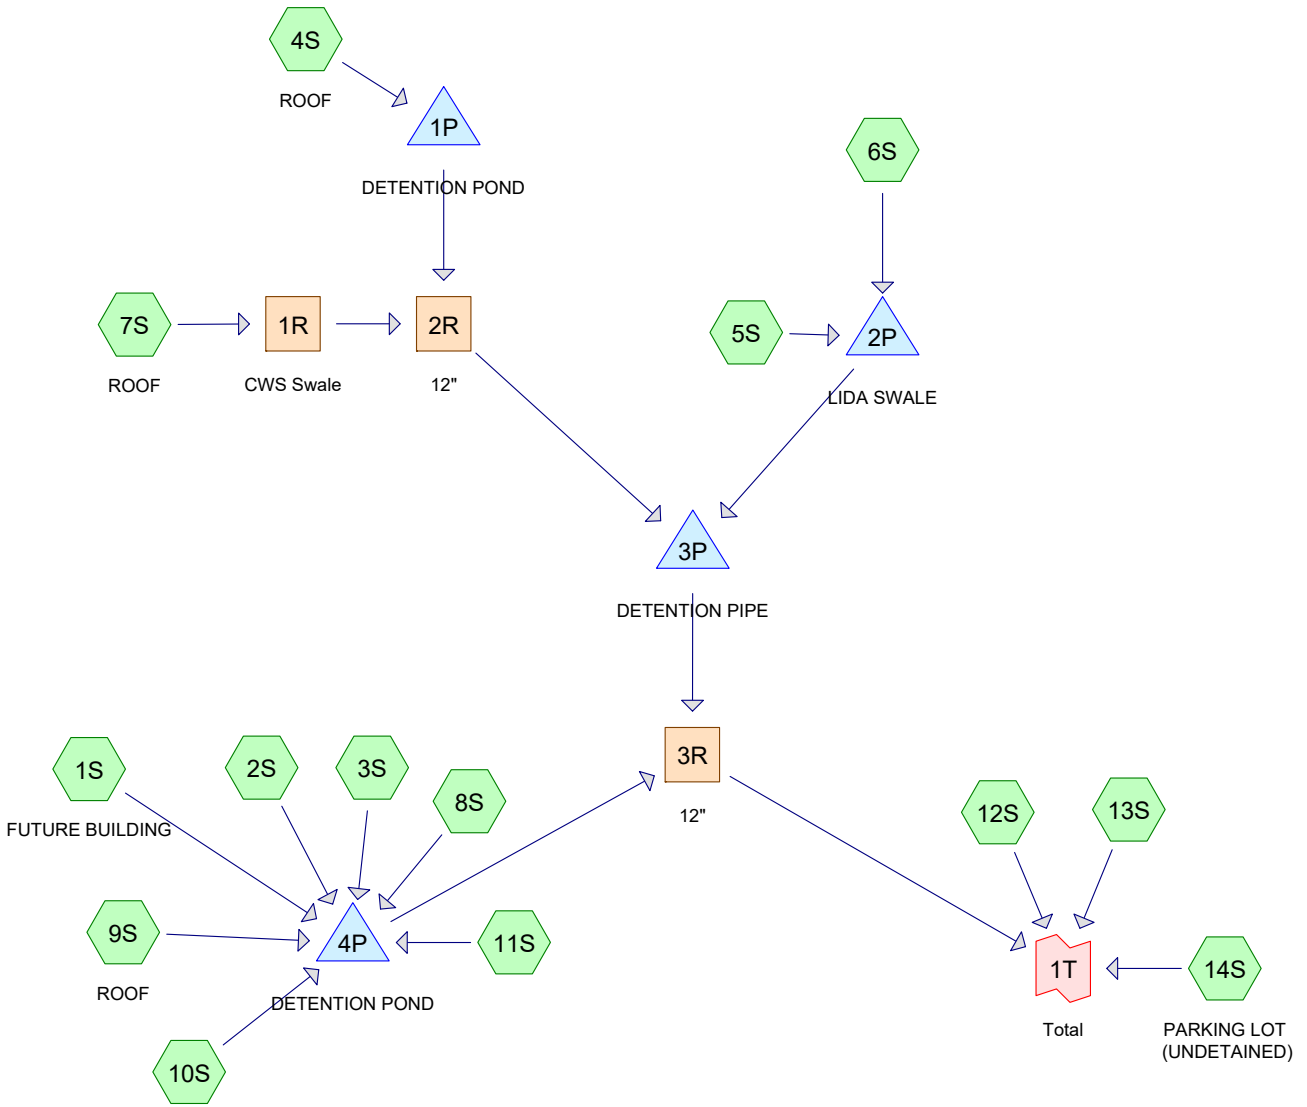 4S
ROOF
1P
DETENTION POND
6S
7S
ROOF
1R
CWS Swale
2R
12"
5S
2P
LIDA SWALE
3P
DETENTION PIPE
3R
12"
1S
FUTURE BUILDING
2S
3S
8S
9S
ROOF
4P
DETENTION POND
11S
10S
12S
13S
1T
Total
14S
PARKING LOT
(UNDETAINED)